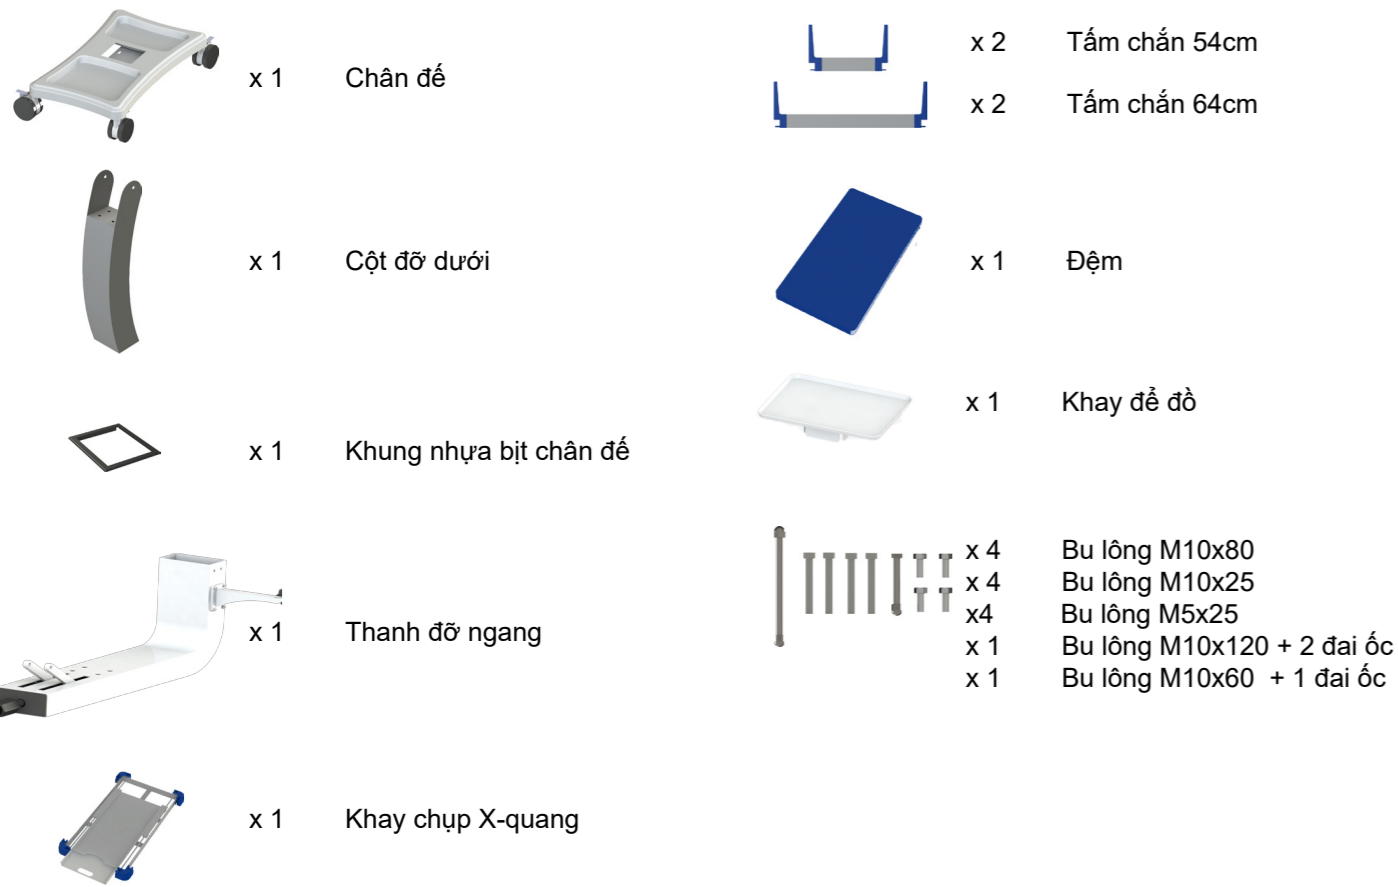 x 1 Chân đế
x 1 Cột đỡ dưới
x 1 Khung nhựa bịt chân đế
x 1 Thanh đỡ ngang
x 1 Khay chụp X-quang
x 2 Tấm chắn 54cm
x 2 Tấm chắn 64cm
x 1 Đệm
x 1 Khay để đồ
x 4 Bu lông M10x80
x 4 Bu lông M10x25
x4 Bu lông M5x25
x 1 Bu lông M10x120 + 2 đai ốc
x 1 Bu lông M10x60 + 1 đai ốc